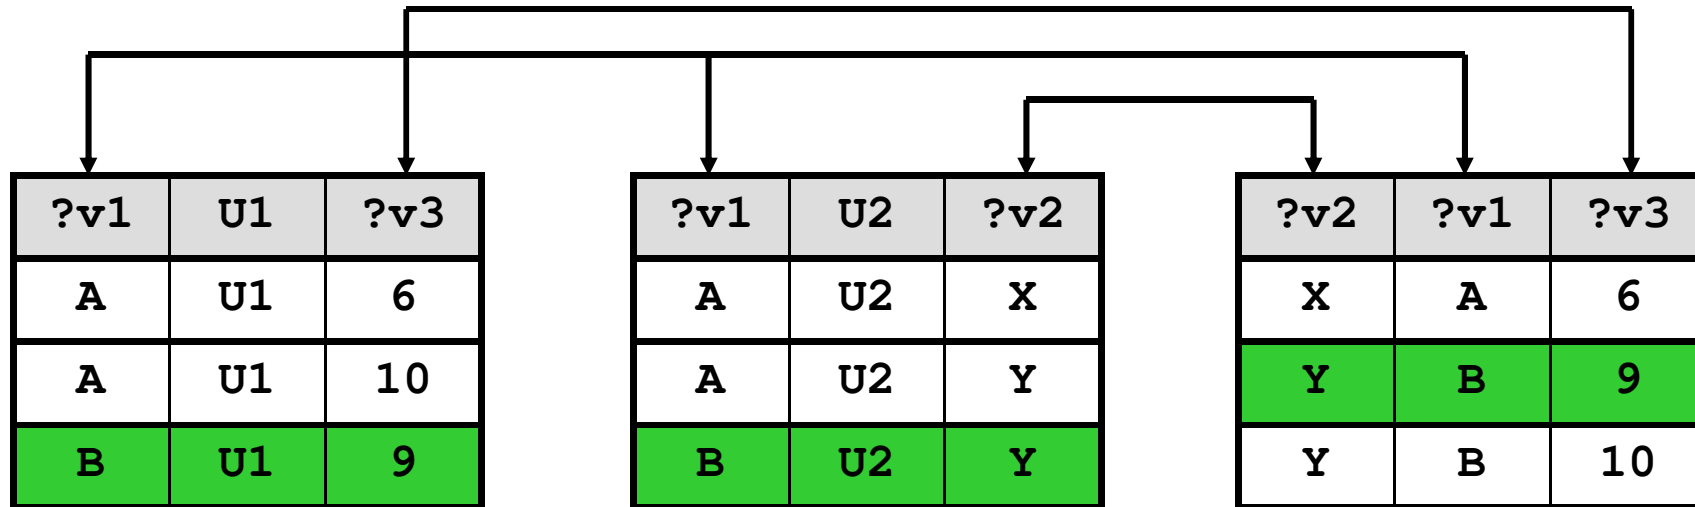 ?v1 U1 ?v3 ?v1 U2 ?v2 ?v2 ?v1 ?v3
A U1 6 A U2 X X A 6
A U1 10 A U2 Y Y B 9
B U1 9 B U2 Y Y B 10